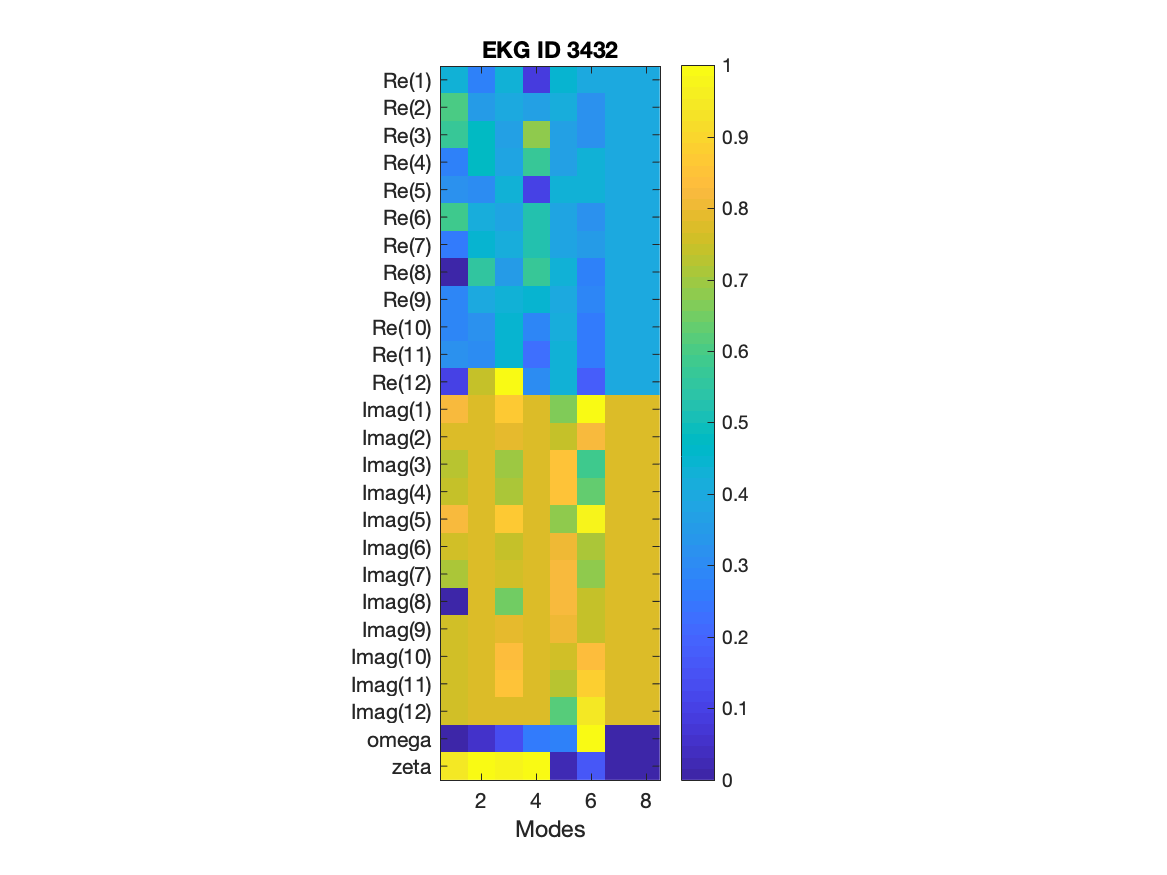 EKG ID 3432
Re(1)
Re(2)
Re(3)
Re(4)
Re(5)
Re(6)
Re(7)
Re(8)
Re(9)
Re(10)
Re(11)
Re(12)
Imag(1)
Imag(2)
Imag(3)
Imag(4)
Imag(5)
Imag(6)
Imag(7)
Imag(8)
Imag(9)
Imag(10)
Imag(11)
Imag(12)
omega
zeta
2 4 6 8
Modes
1
0.9
0.8
0.7
0.6
0.5
0.4
0.3
0.2
0.1
0